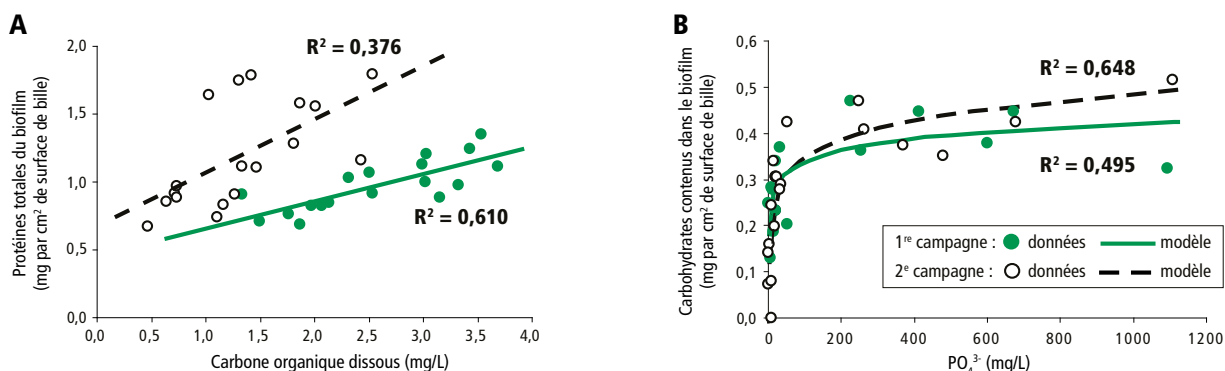 A
Protéines totales du biofilm
(mg par cm² de surface de bille)
2,0
1,5
1,0
0,5
0,0
R² = 0,376
R² = 0,610
0,0 0,5 1,0 1,5 2,0 2,5 3,0 3,5 4,0
Carbone organique dissous (mg/L)
B
Carbohydrates contenus dans le biofilm
(mg par cm² de surface de bille)
0,6
0,5
0,4
0,3
0,2
0,1
0,0
R² = 0,648
R² = 0,495
1re campagne : données modèle
2e campagne : données modèle
0 200 400 600 800 1000 1200
PO₄³⁻ (mg/L)